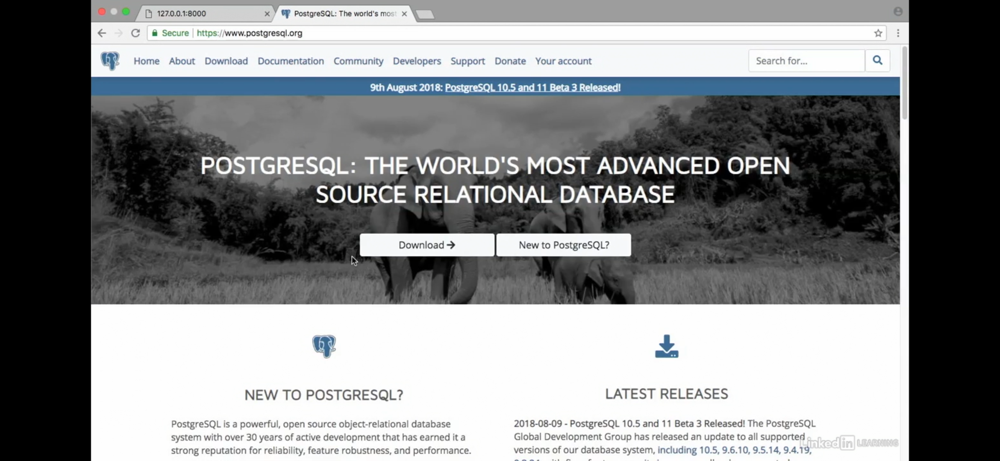 127.0.0.1:8000
PostgreSQL: The world's most
Secure https://www.postgresql.org
Home About Download Documentation Community Developers Support Donate Your account
Search for...
9th August 2018: PostgreSQL 10.5 and 11 Beta 3 Released!
POSTGRESQL: THE WORLD'S MOST ADVANCED OPEN
SOURCE RELATIONAL DATABASE
Download
New to PostgreSQL?
NEW TO POSTGRESQL?
PostgreSQL is a powerful, open source object-relational database
system with over 30 years of active development that has earned it a
strong reputation for reliability, feature robustness, and performance.
LATEST RELEASES
2018-08-09 - PostgreSQL 10.5 and 11 Beta 3 Released! The PostgreSQL
Global Development Group has released an update to all supported
versions of our database system, including 10.5, 9.6.10, 9.5.14, 9.4.19,
Linked in LEARNING